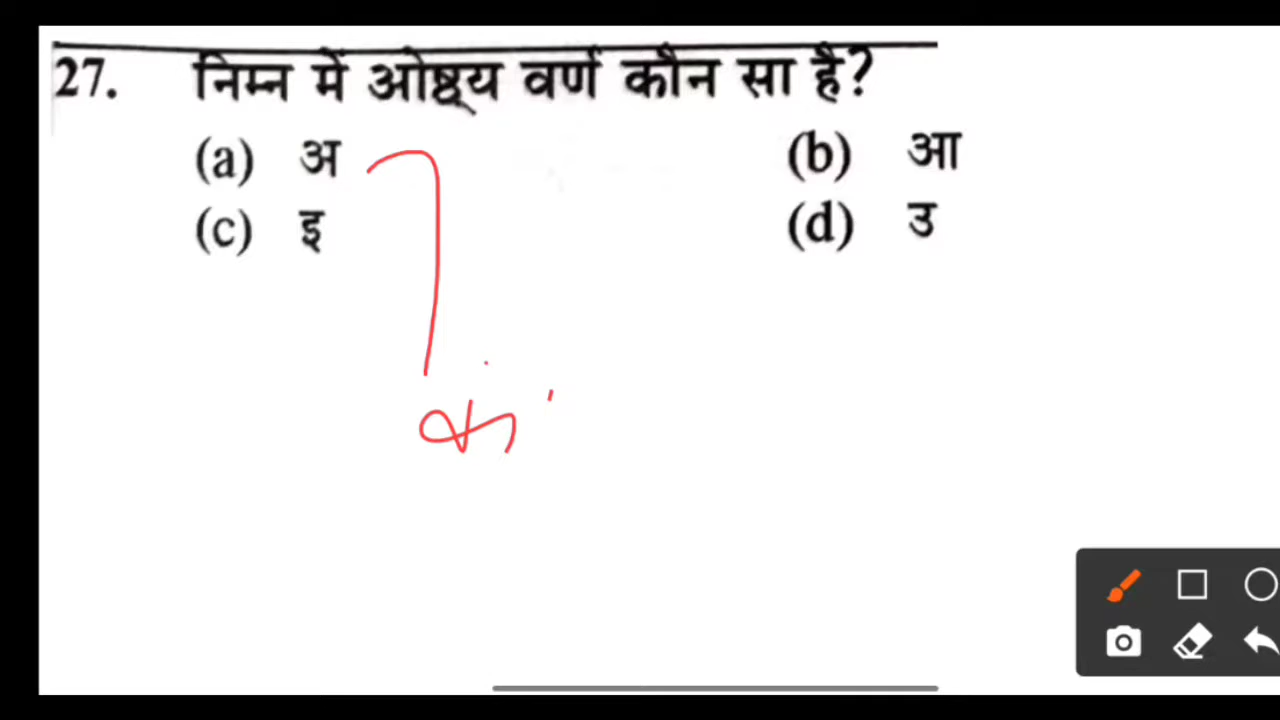 27. निम्न में ओष्ठ्य वर्ण कौन सा है?
(a) अ (b) आ
(c) इ (d) उ